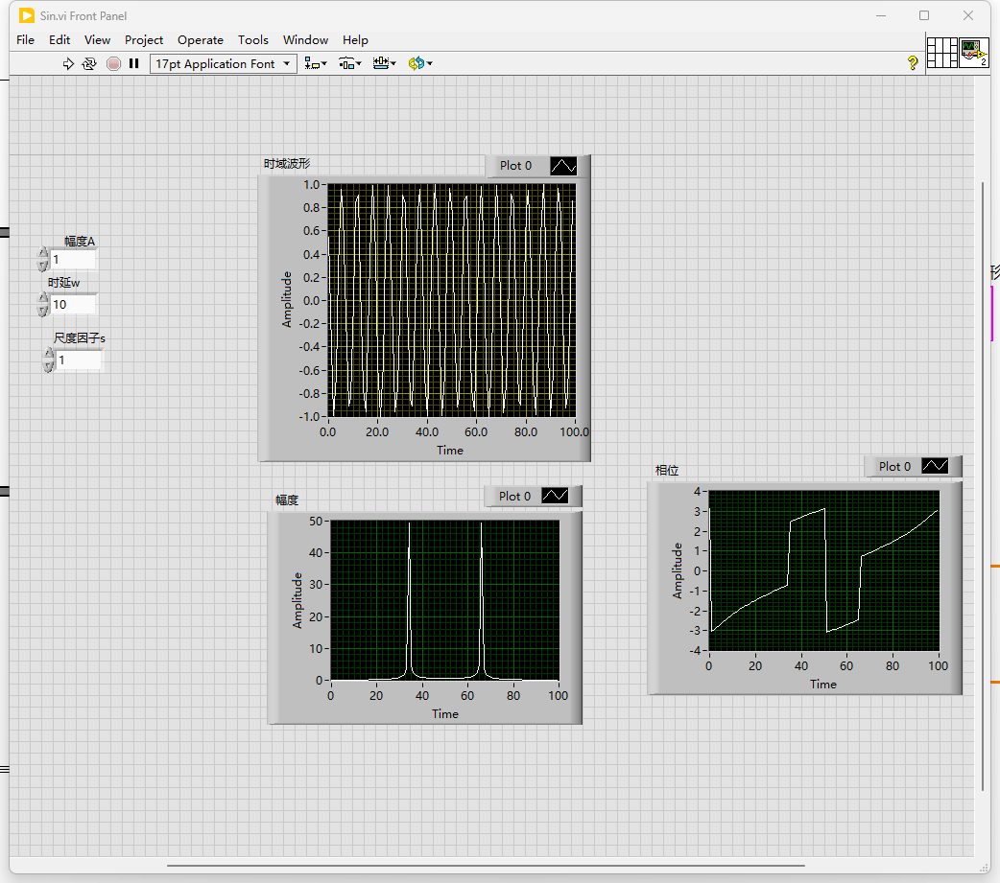 Sin.vi Front Panel
File Edit View Project Operate Tools Window Help
17pt Application Font
2
时域波形
Plot 0
1.0
0.8
0.6
0.4
0.2
0.0
-0.2
-0.4
-0.6
-0.8
-1.0
Amplitude
0.0 20.0 40.0 60.0 80.0 100.0
Time
幅度A
1
时延w
10
尺度因子s
1
形
幅度
Plot 0
50
40
30
20
10
0
Amplitude
0 20 40 60 80 100
Time
相位
Plot 0
4
3
2
1
0
-1
-2
-3
-4
Amplitude
0 20 40 60 80 100
Time